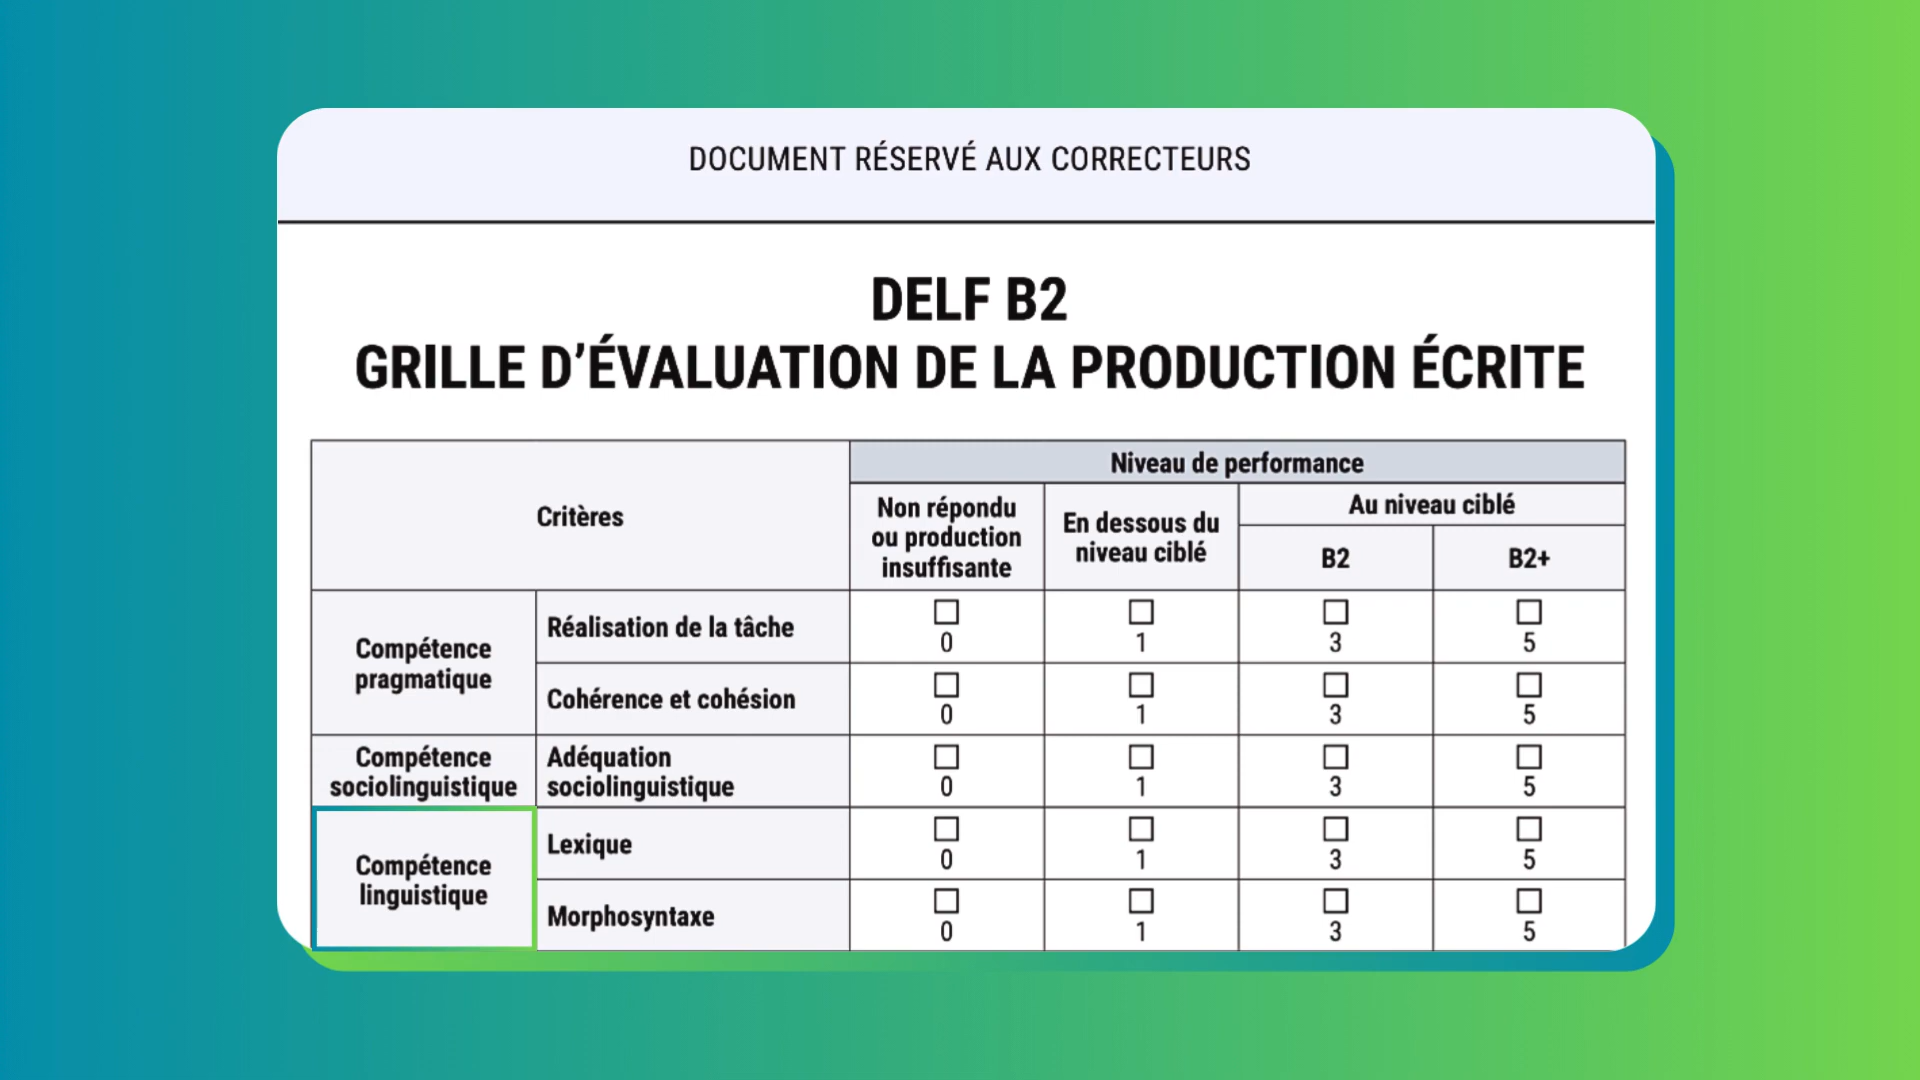 DOCUMENT RÉSERVÉ AUX CORRECTEURS
DELF B2
GRILLE D'ÉVALUATION DE LA PRODUCTION ÉCRITE
Critères
Niveau de performance
Non répondu
ou production
insuffisante
En dessous du
niveau ciblé
Au niveau ciblé
B2
B2+
Compétence
pragmatique
Réalisation de la tâche
0
1
3
5
Cohérence et cohésion
0
1
3
5
Compétence
sociolinguistique
Adéquation
sociolinguistique
0
1
3
5
Compétence
linguistique
Lexique
0
1
3
5
Morphosyntaxe
0
1
3
5